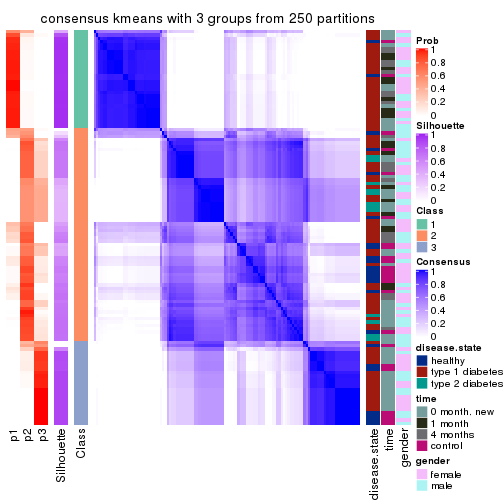 consensus kmeans with 3 groups from 250 partitions
p1
p2
p3
Silhouette
Class
disease.state
time
gender
Prob
1
0.8
0.6
0.4
0.2
0
Silhouette
1
0.8
0.6
0.4
0.2
0
Class
1
2
3
Consensus
1
0.8
0.6
0.4
0.2
0
disease.state
healthy
type 1 diabetes
type 2 diabetes
time
0 month, new
1 month
4 months
control
gender
female
male